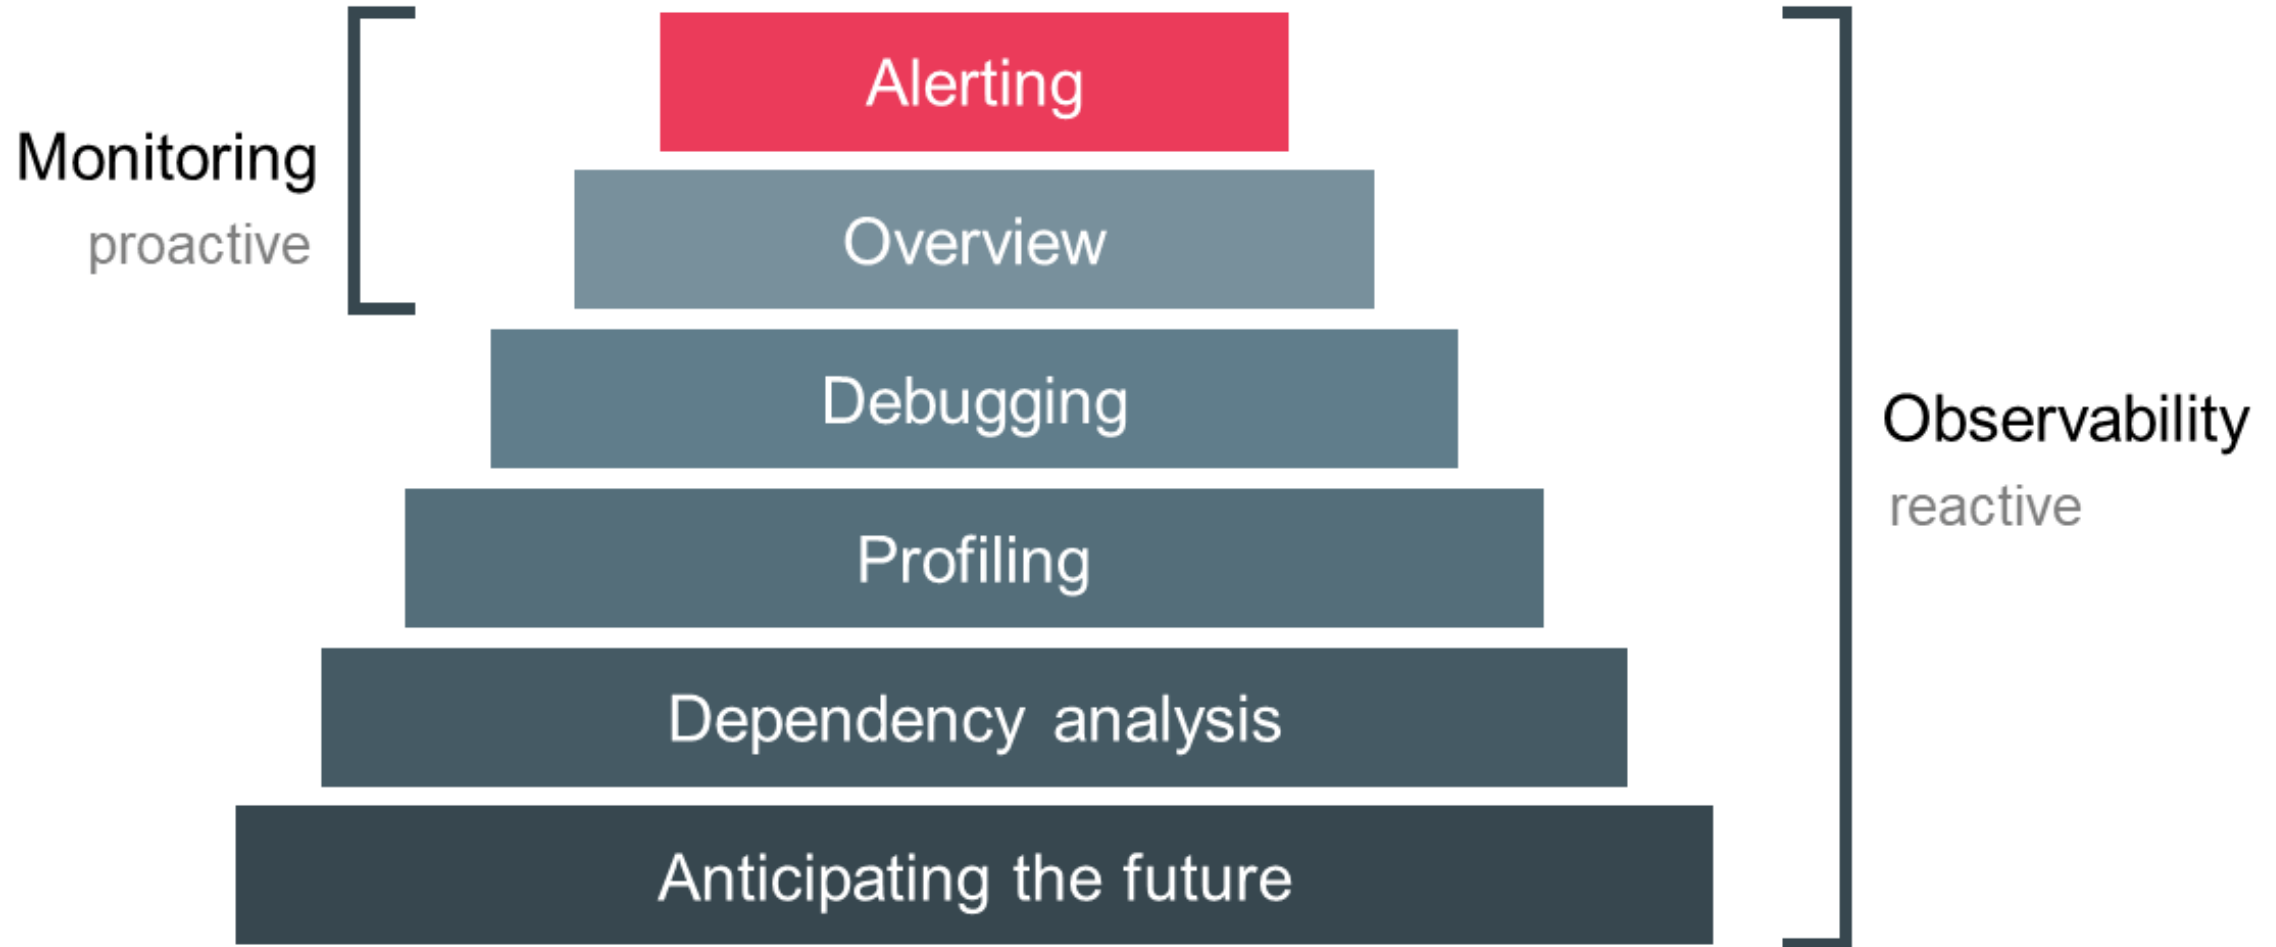 Alerting
Monitoring
proactive
Overview
Debugging
Observability
reactive
Profiling
Dependency analysis
Anticipating the future